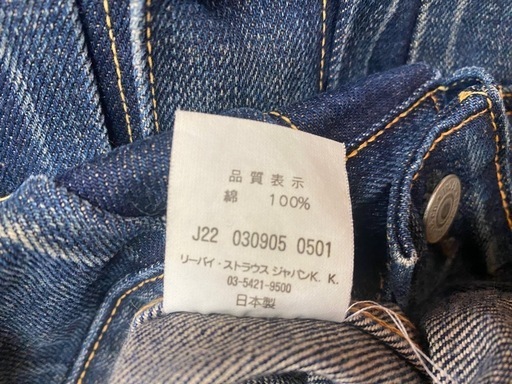 品質表示
綿 100%
J22 030905 0501
リーバイ・ストラウス ジャパンK. K.
03-5421-9500
日本製